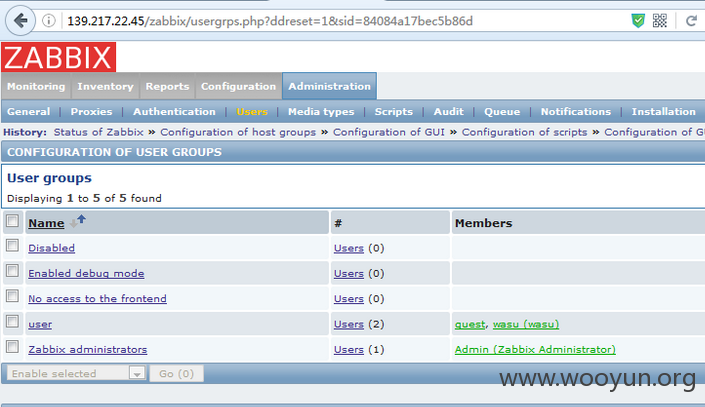 139.217.22.45/zabbix/usergrps.php?ddreset=1&sid=84084a17bec5b86d
ZABBIX
Monitoring Inventory Reports Configuration Administration
General | Proxies | Authentication | Users | Media types | Scripts | Audit | Queue | Notifications | Installation
History: Status of Zabbix » Configuration of host groups » Configuration of GUI » Configuration of scripts » Configuration of GU
CONFIGURATION OF USER GROUPS
User groups
Displaying 1 to 5 of 5 found
Name # Members
Disabled Users (0)
Enabled debug mode Users (0)
No access to the frontend Users (0)
user Users (2) guest, wasu (wasu)
Zabbix administrators Users (1) Admin (Zabbix Administrator)
Enable selected Go (0)
www.wooyun.org